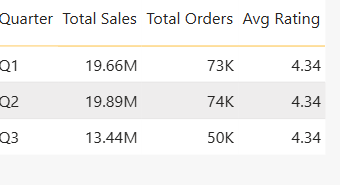 Quarter Total Sales Total Orders Avg Rating
Q1 19.66M 73K 4.34
Q2 19.89M 74K 4.34
Q3 13.44M 50K 4.34